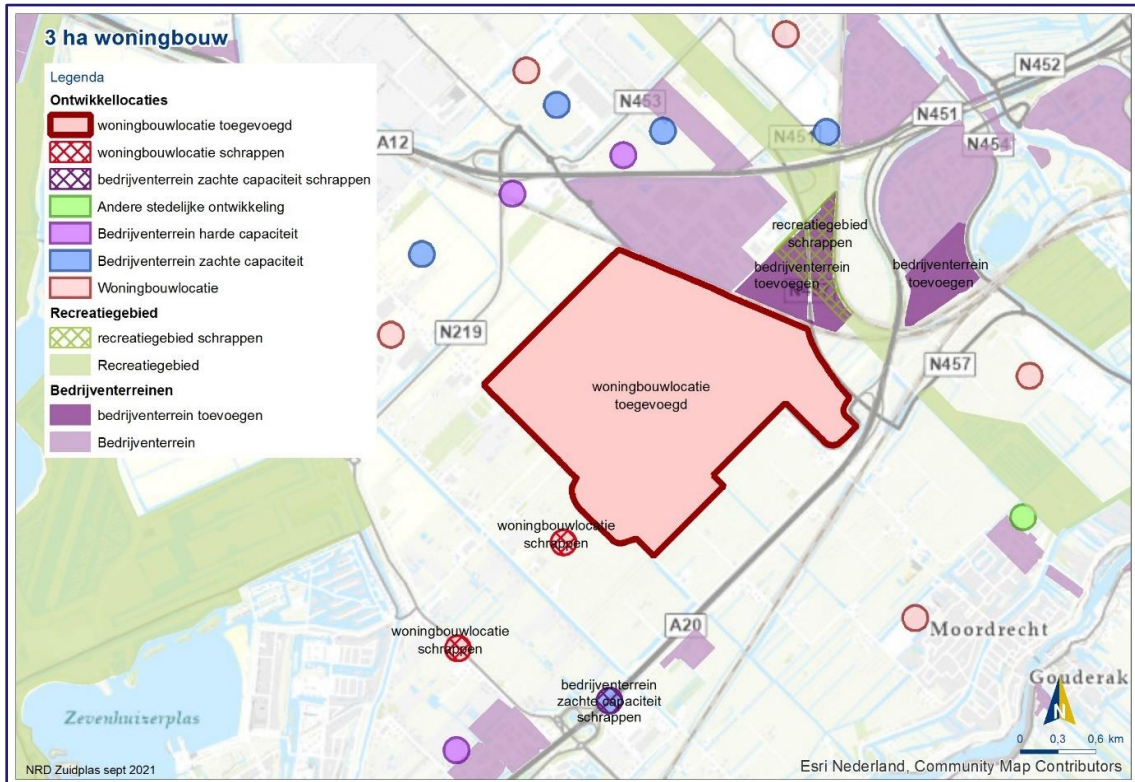 3 ha woningbouw
Legenda
Ontwikkellocaties
woningbouwlocatie toegevoegd
woningbouwlocatie schrappen
bedrijventerrein zachte capaciteit schrappen
Andere stedelijke ontwikkeling
Bedrijventerrein harde capaciteit
Bedrijventerrein zachte capaciteit
Woningbouwlocatie
Recreatiegebied
recreatiegebied schrappen
Recreatiegebied
Bedrijventerreinen
bedrijventerrein toevoegen
Bedrijventerrein
N452
N453
N451
N451
A12
N454
recreatiegebied
schrappen
bedrijventerrein
toevoegen
bedrijventerrein
toevoegen
N219
N457
woningbouwlocatie
toegevoegd
woningbouwlocatie
schrappen
A20
woningbouwlocatie
schrappen
Moordrecht
Gouderak
bedrijventerrein
zachte capaciteit
schrappen
Zevenhuizerplas
N
0 0,3 0,6 km
NRD Zuidplas sept 2021
Esri Nederland, Community Map Contributors